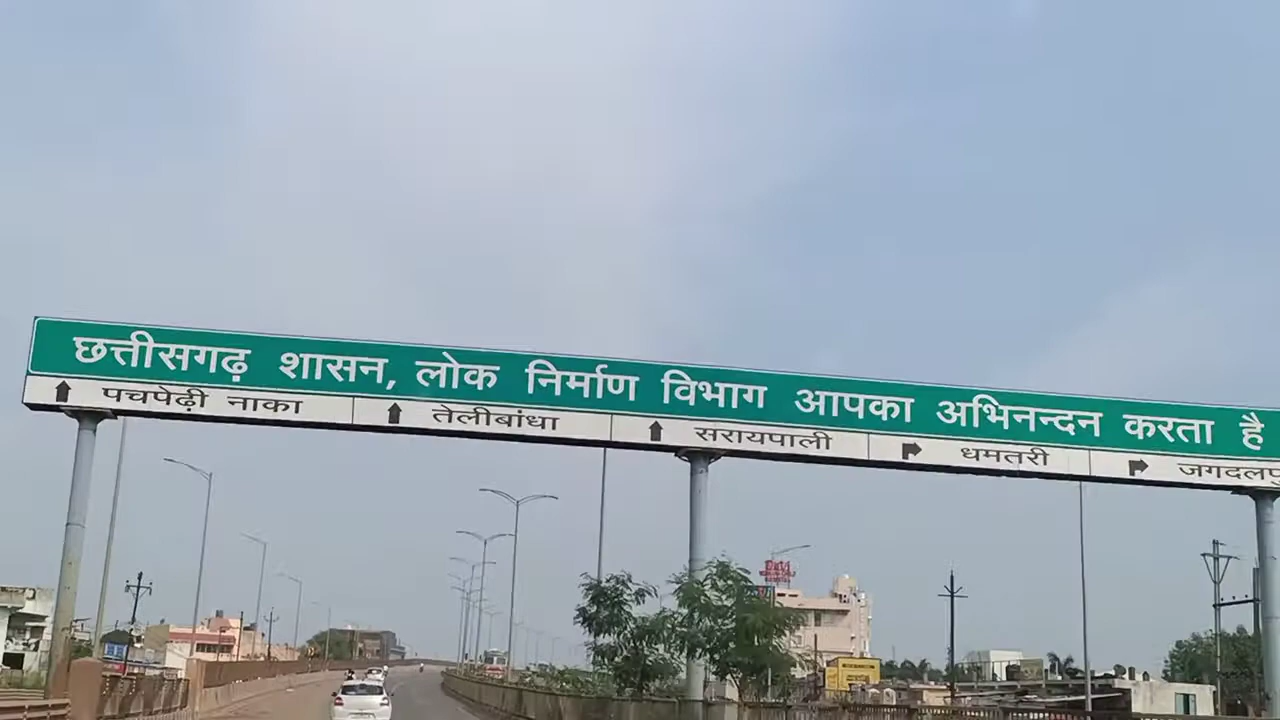 छत्तीसगढ़ शासन, लोक निर्माण विभाग आपका अभिनन्दन करता है
पचपेढ़ी नाका तेलीबांधा सरायपाली धमतरी